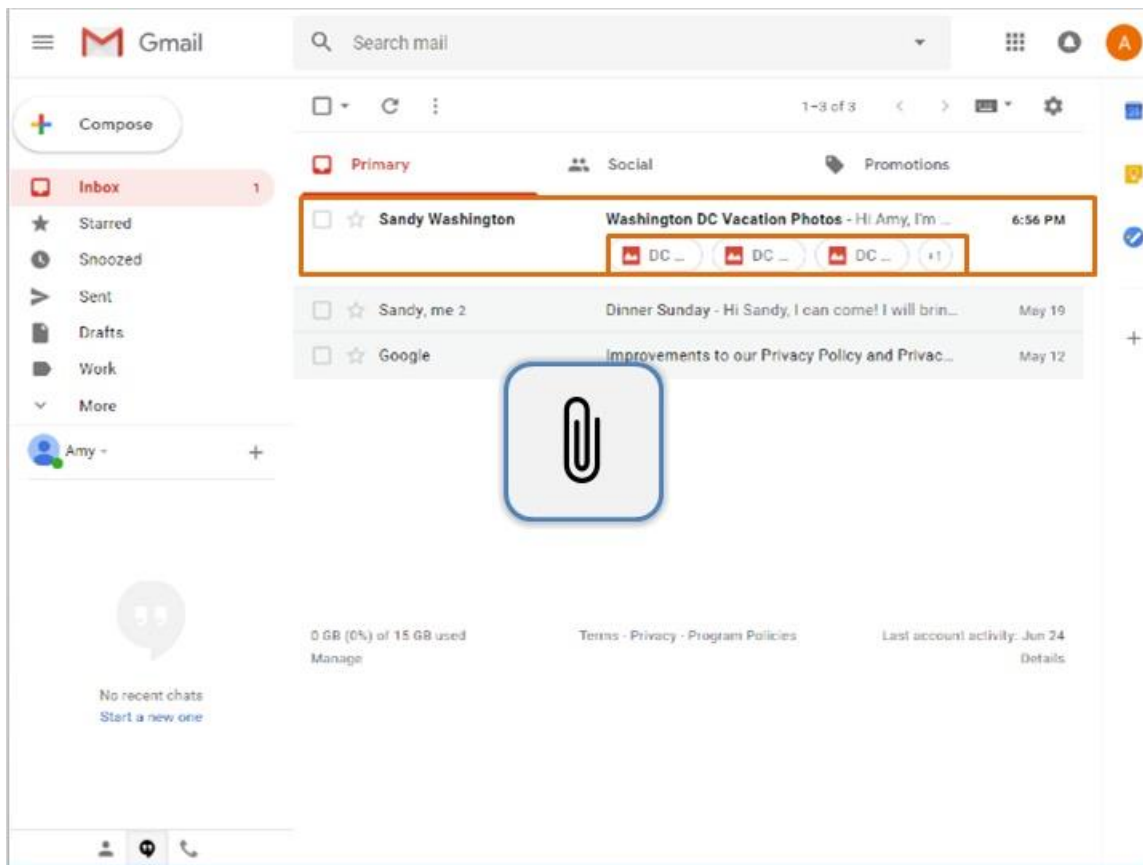 Gmail
Search mail
A
Compose
1-3 of 3
Primary
Social
Promotions
Inbox 1
Starred
Snoozed
Sent
Drafts
Work
More
Sandy Washington Washington DC Vacation Photos - Hi Amy, I'm ... 6:56 PM
DC ... DC ... DC ... +1
Sandy, me 2 Dinner Sunday - Hi Sandy, I can come! I will brin... May 19
Google Improvements to our Privacy Policy and Privac... May 12
Amy
No recent chats
Start a new one
0 GB (0%) of 15 GB used
Manage
Terms - Privacy - Program Policies
Last account activity: Jun 24
Details